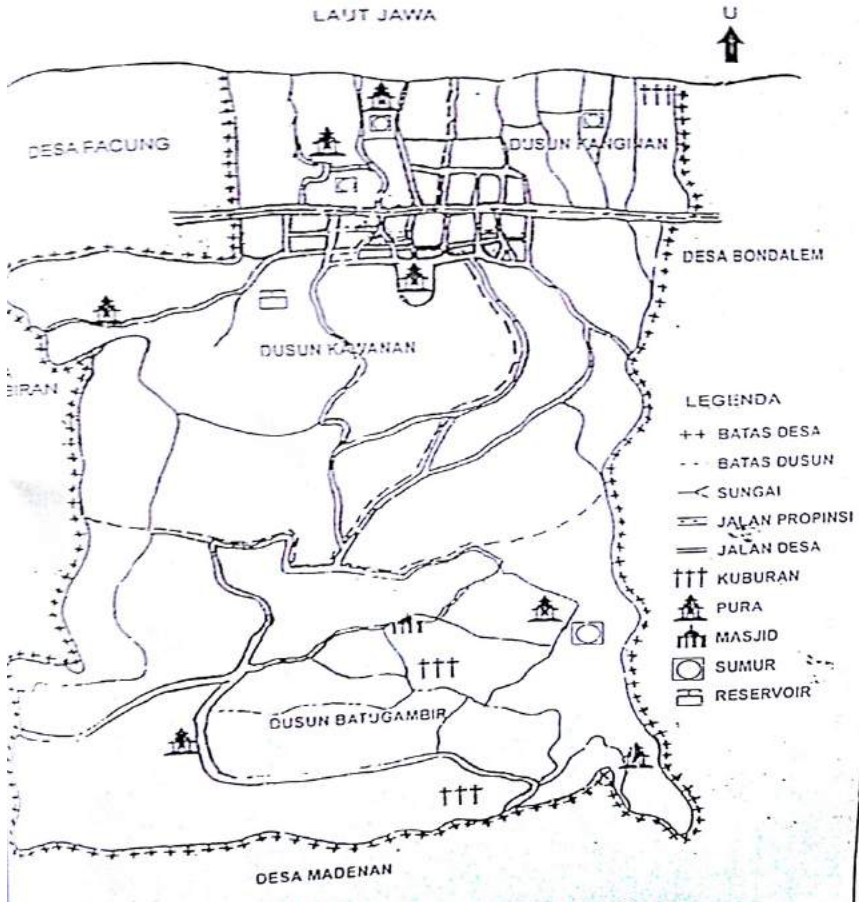 LAUT JAWA
U
DESA PACUNG
DUSUN KANGINAN
DESA BONDALEM
DUSUN KAWANAN
BIRAN
LEGENDA
BATAS DESA
BATAS DUSUN
SUNGAI
JALAN PROPINSI
JALAN DESA
KUBURAN
PURA
MASJID
SUMUR
RESERVOIR
DUSUN BATUGAMBIR
DESA MADENAN